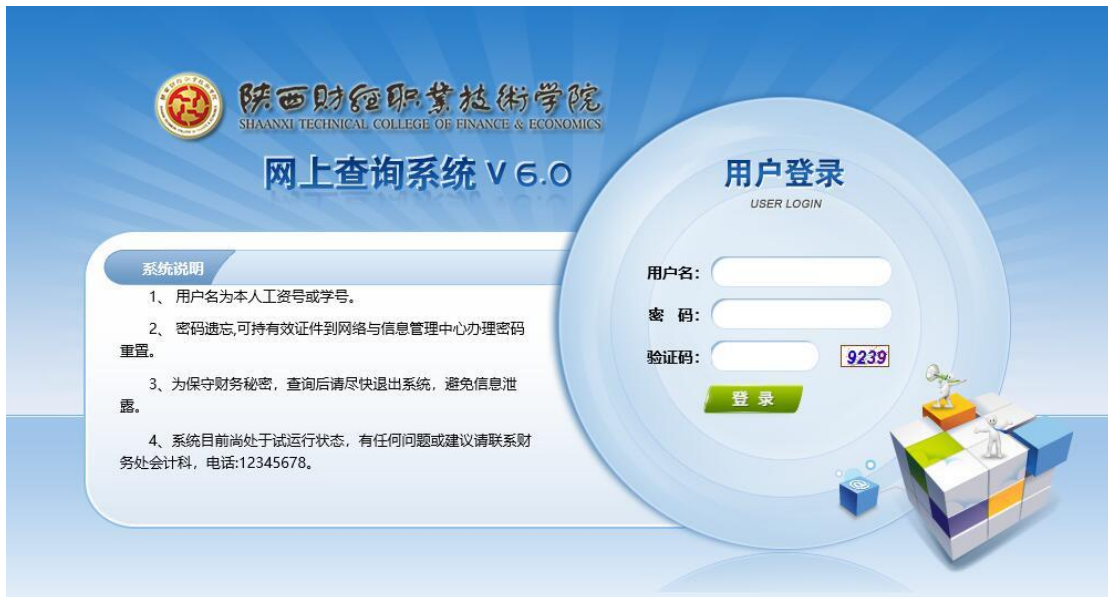 陕西财经职業技術学院
SHAANXI TECHNICAL COLLEGE OF FINANCE & ECONOMICS
网上查询系统 V 6.0
系统说明
1、 用户名为本人工资号或学号。
2、 密码遗忘,可持有效证件到网络与信息管理中心办理密码
重置。
3、为保守财务秘密，查询后请尽快退出系统，避免信息泄
露。
4、系统目前尚处于试运行状态，有任何问题或建议请联系财
务处会计科，电话:12345678。
用户登录
USER LOGIN
用户名：
密 码：
验证码：
9239
登 录
@